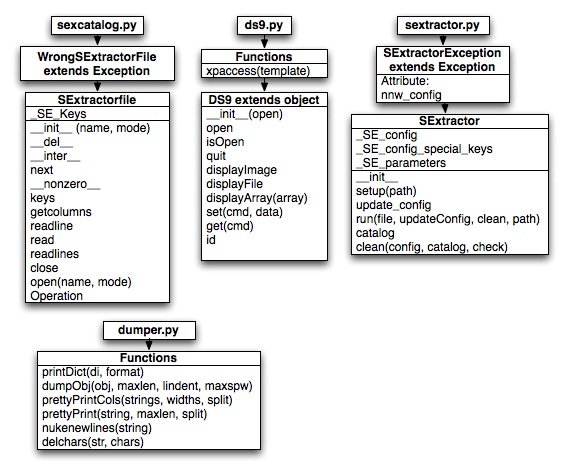 sexcatalog.py
WrongSExtractorFile
extends Exception
SExtractorfile
_SE_Keys
__init__ (name, mode)
__del__
__inter__
next
__nonzero__
keys
getcolumns
readline
read
readlines
close
open(name, mode)
Operation
ds9.py
Functions
xpaccess(template)
DS9 extends object
__init__(open)
open
isOpen
quit
displayImage
displayFile
displayArray(array)
set(cmd, data)
get(cmd)
id
sextractor.py
SExtractorException
extends Exception
Attribute:
nnw_config
SExtractor
_SE_config
_SE_config_special_keys
_SE_parameters
__init__
setup(path)
update_config
run(file, updateConfig, clean, path)
catalog
clean(config, catalog, check)
dumper.py
Functions
printDict(di, format)
dumpObj(obj, maxlen, lindent, maxspw)
prettyPrintCols(strings, widths, split)
prettyPrint(string, maxlen, split)
nukenewlines(string)
delchars(str, chars)